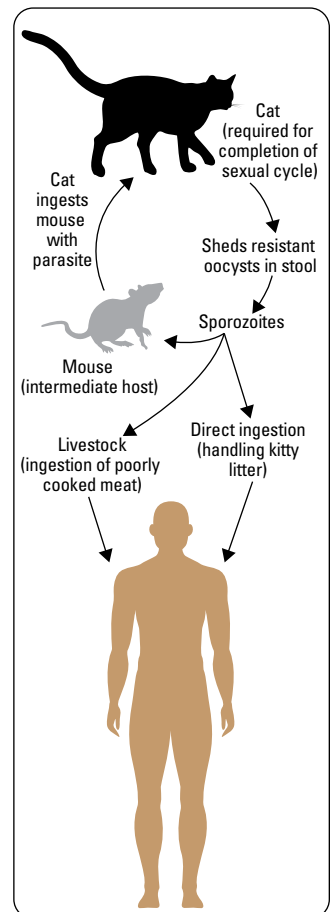 Cat
(required for
completion of
sexual cycle)
Cat
ingests
mouse
with
parasite
Sheds resistant
oocysts in stool
Sporozoites
Mouse
(intermediate host)
Livestock
(ingestion of poorly
cooked meat)
Direct ingestion
(handling kitty
litter)